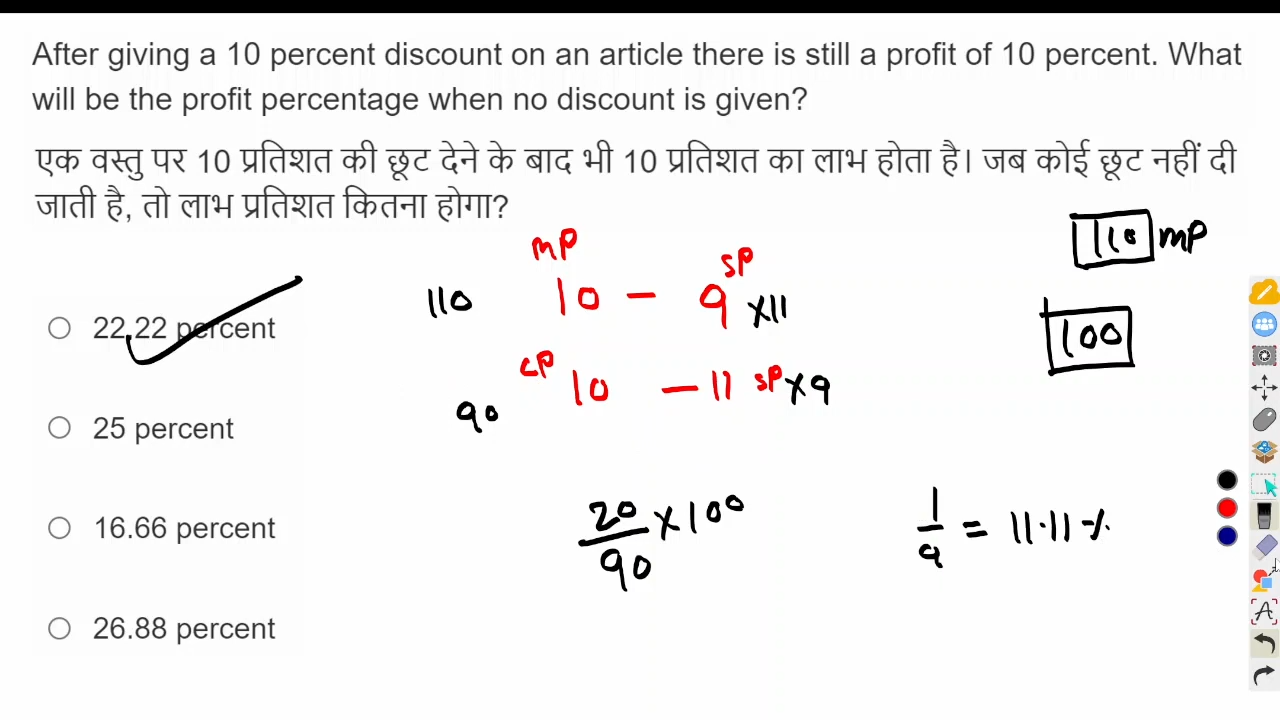 After giving a 10 percent discount on an article there is still a profit of 10 percent. What
will be the profit percentage when no discount is given?
एक वस्तु पर 10 प्रतिशत की छूट देने के बाद भी 10 प्रतिशत का लाभ होता है। जब कोई छूट नहीं दी
जाती है, तो लाभ प्रतिशत कितना होगा?
110 mp
mp sp
110 10 - 9 x11
100
22.22 percent
cp 10 - 11 sp x9
90
25 percent
20/90 x 100
1/9 = 11.11%
16.66 percent
26.88 percent
A